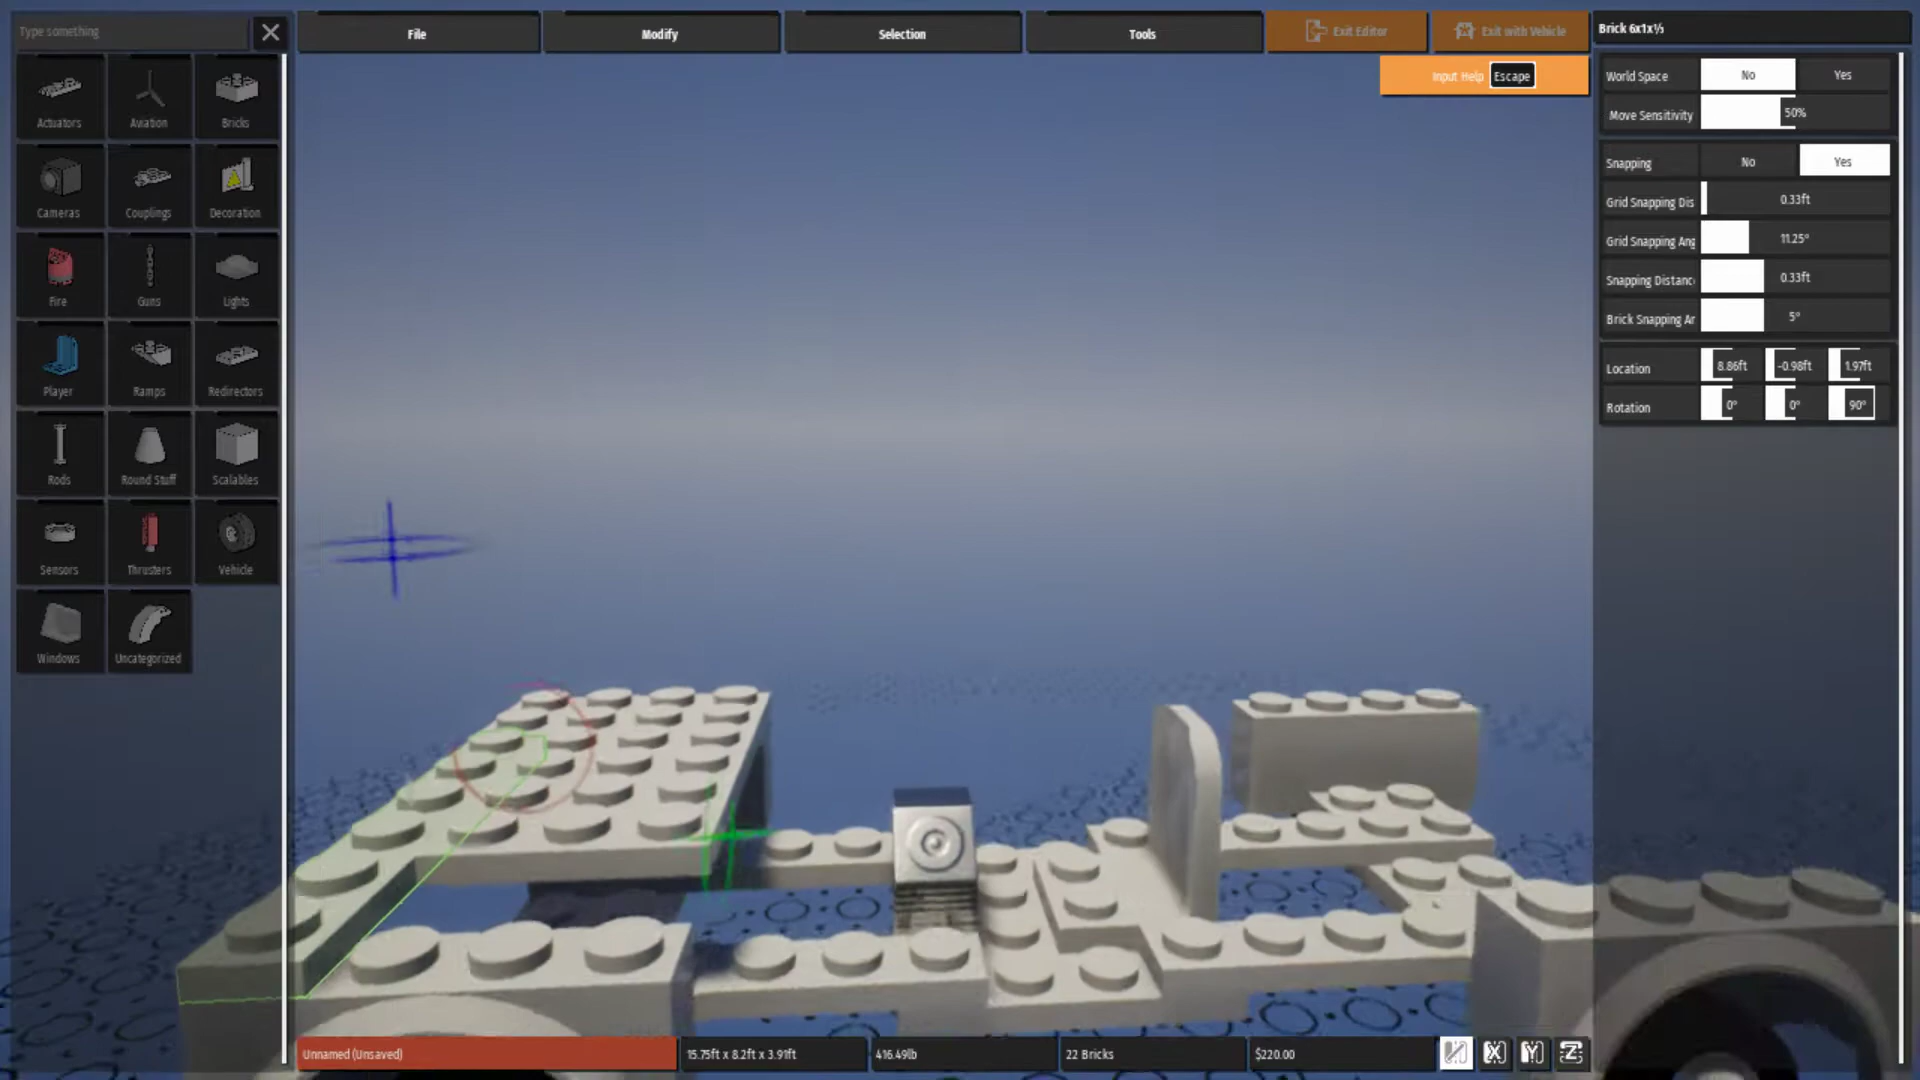 Type something
File
Modify
Selection
Tools
Exit Editor
Exit with Vehicle
Brick 6x1x⅓
Input Help Escape
Actuators
Aviation
Bricks
Cameras
Couplings
Decoration
Fire
Guns
Lights
Player
Ramps
Redirectors
Rods
Round Stuff
Scalables
Sensors
Thrusters
Vehicle
Windows
Uncategorized
World Space No Yes
Move Sensitivity 50%
Snapping No Yes
Grid Snapping Dis 0.33ft
Grid Snapping Ang 11.25°
Snapping Distanc 0.33ft
Brick Snapping Ar 5°
Location 8.86ft -0.98ft 1.97ft
Rotation 0° 0° 90°
Unnamed (Unsaved)
15.75ft x 8.2ft x 3.91ft
416.49lb
22 Bricks
$220.00
X Y Z